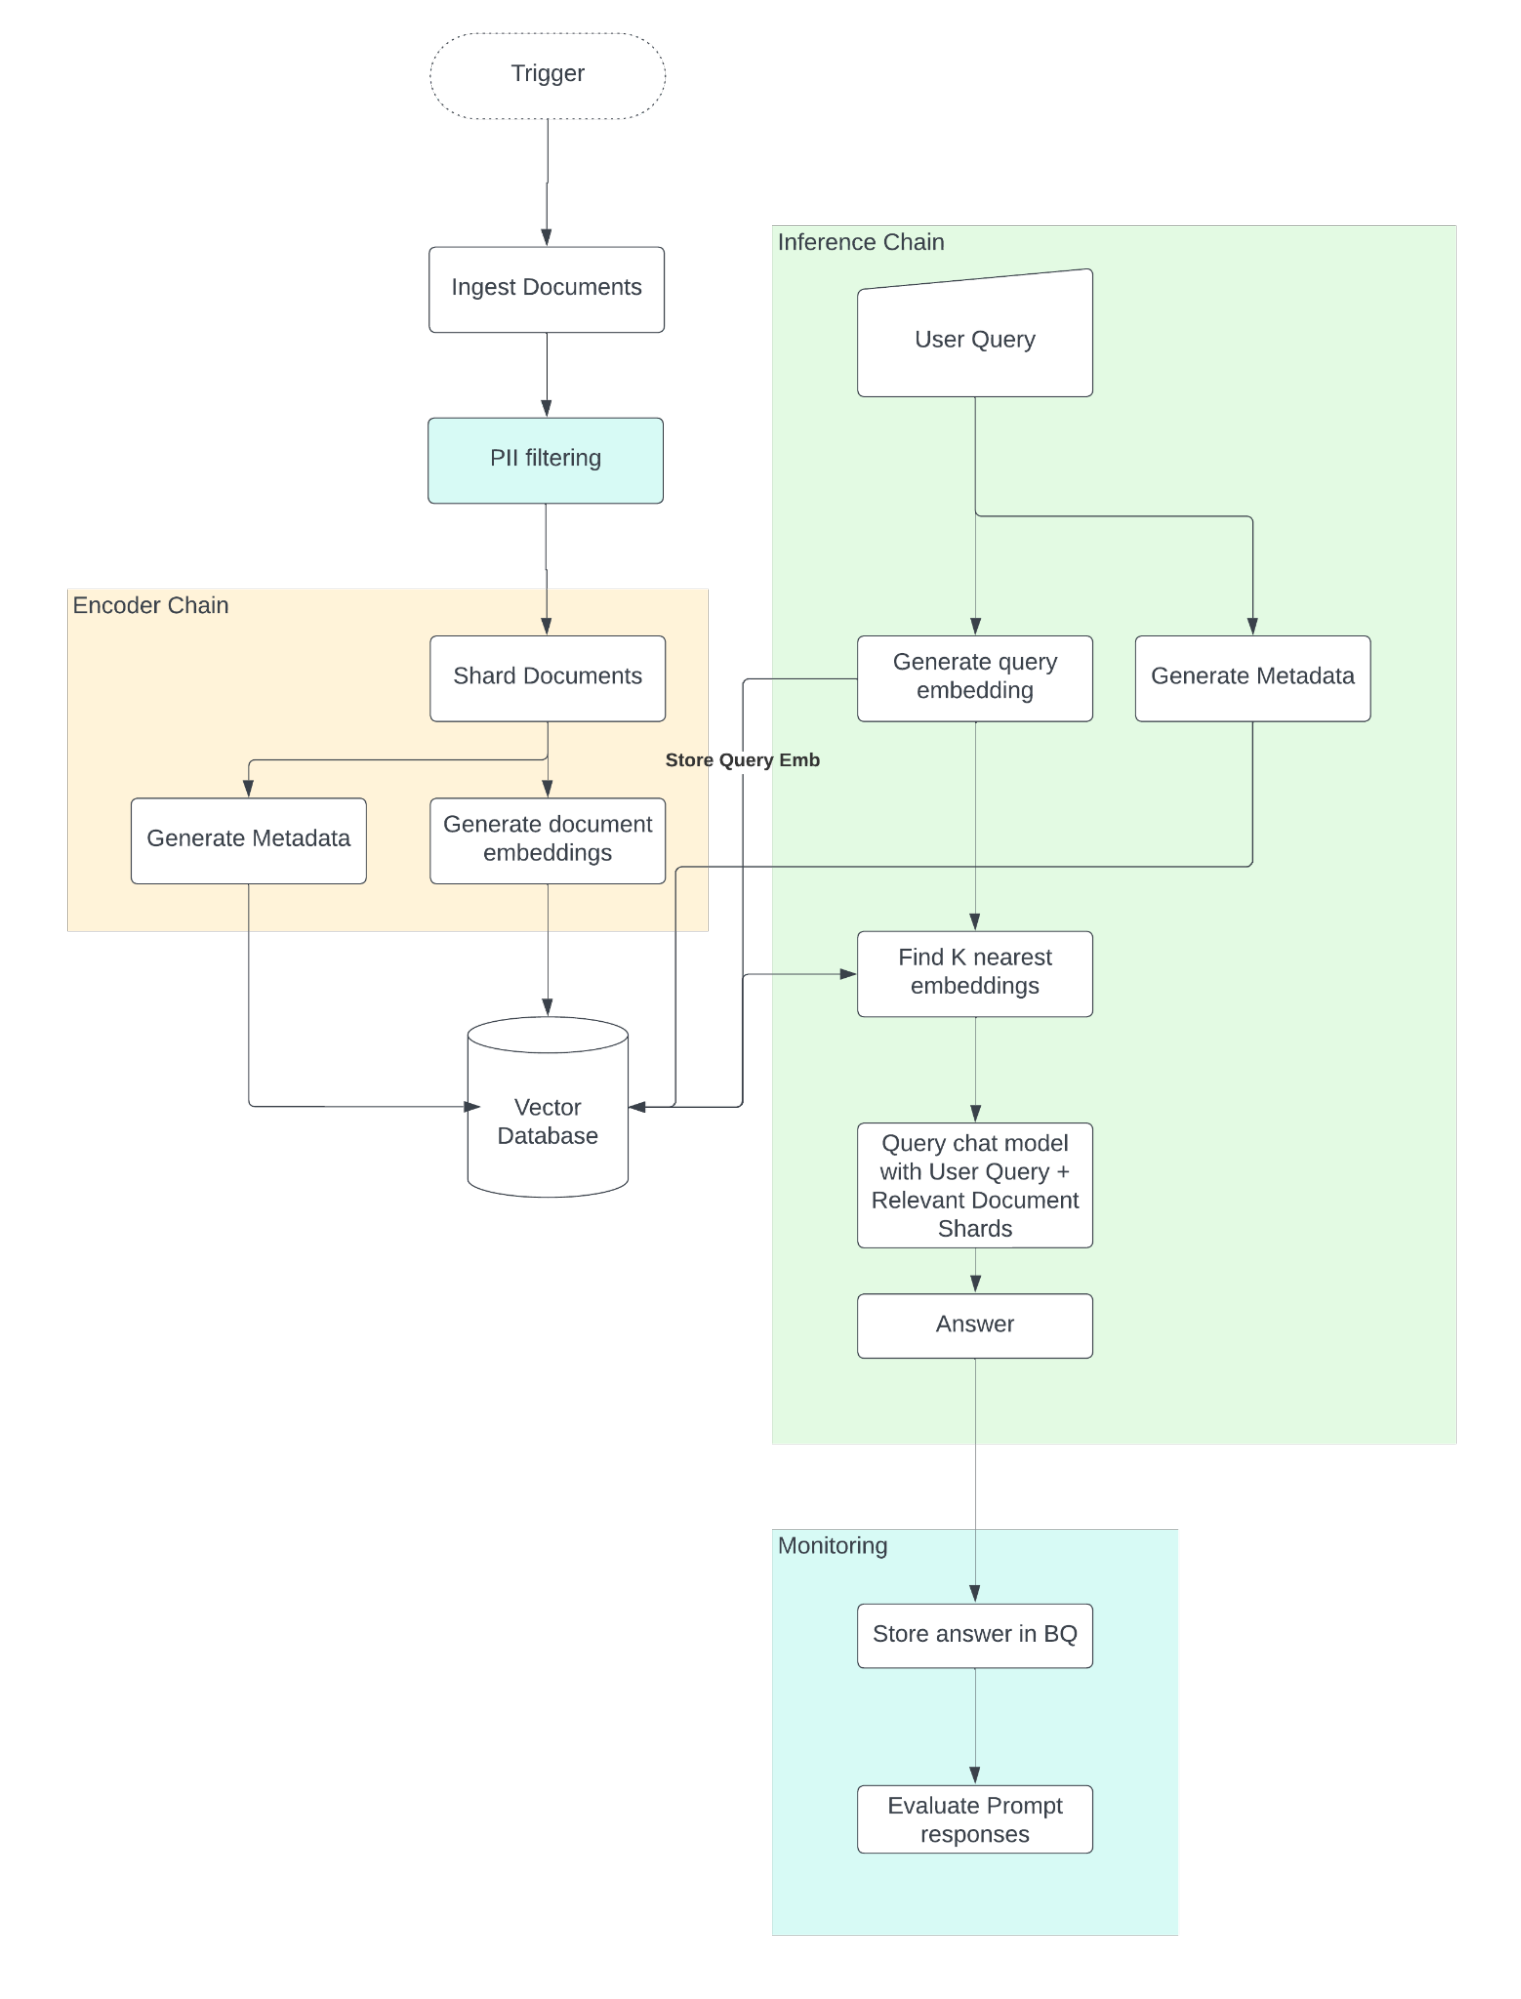 Trigger
Ingest Documents
PII filtering
Encoder Chain
Shard Documents
Generate Metadata
Generate document
embeddings
Vector
Database
Store Query Emb
Inference Chain
User Query
Generate query
embedding
Generate Metadata
Find K nearest
embeddings
Query chat model
with User Query +
Relevant Document
Shards
Answer
Monitoring
Store answer in BQ
Evaluate Prompt
responses